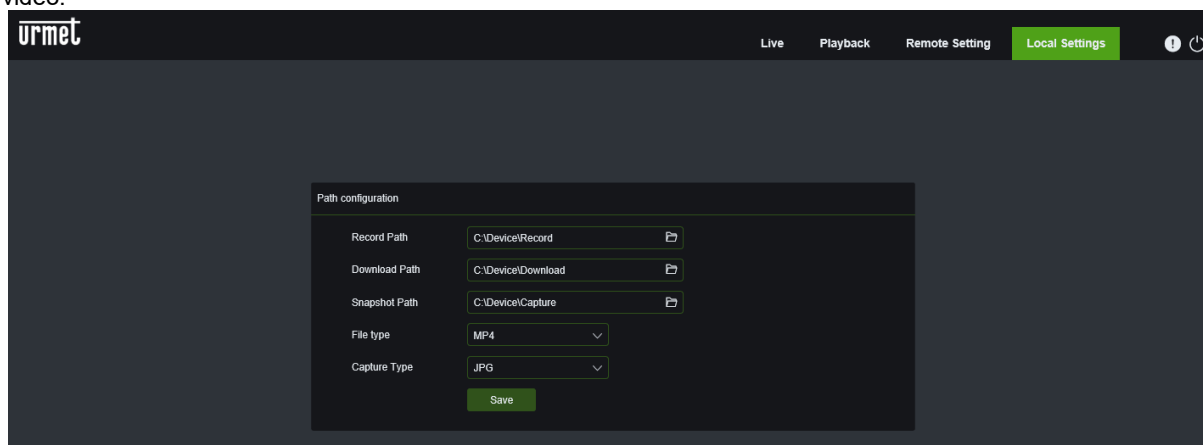 video.
urmet
Live Playback Remote Setting Local Settings
Path configuration
Record Path C:\Device\Record
Download Path C:\Device\Download
Snapshot Path C:\Device\Capture
File type MP4
Capture Type JPG
Save